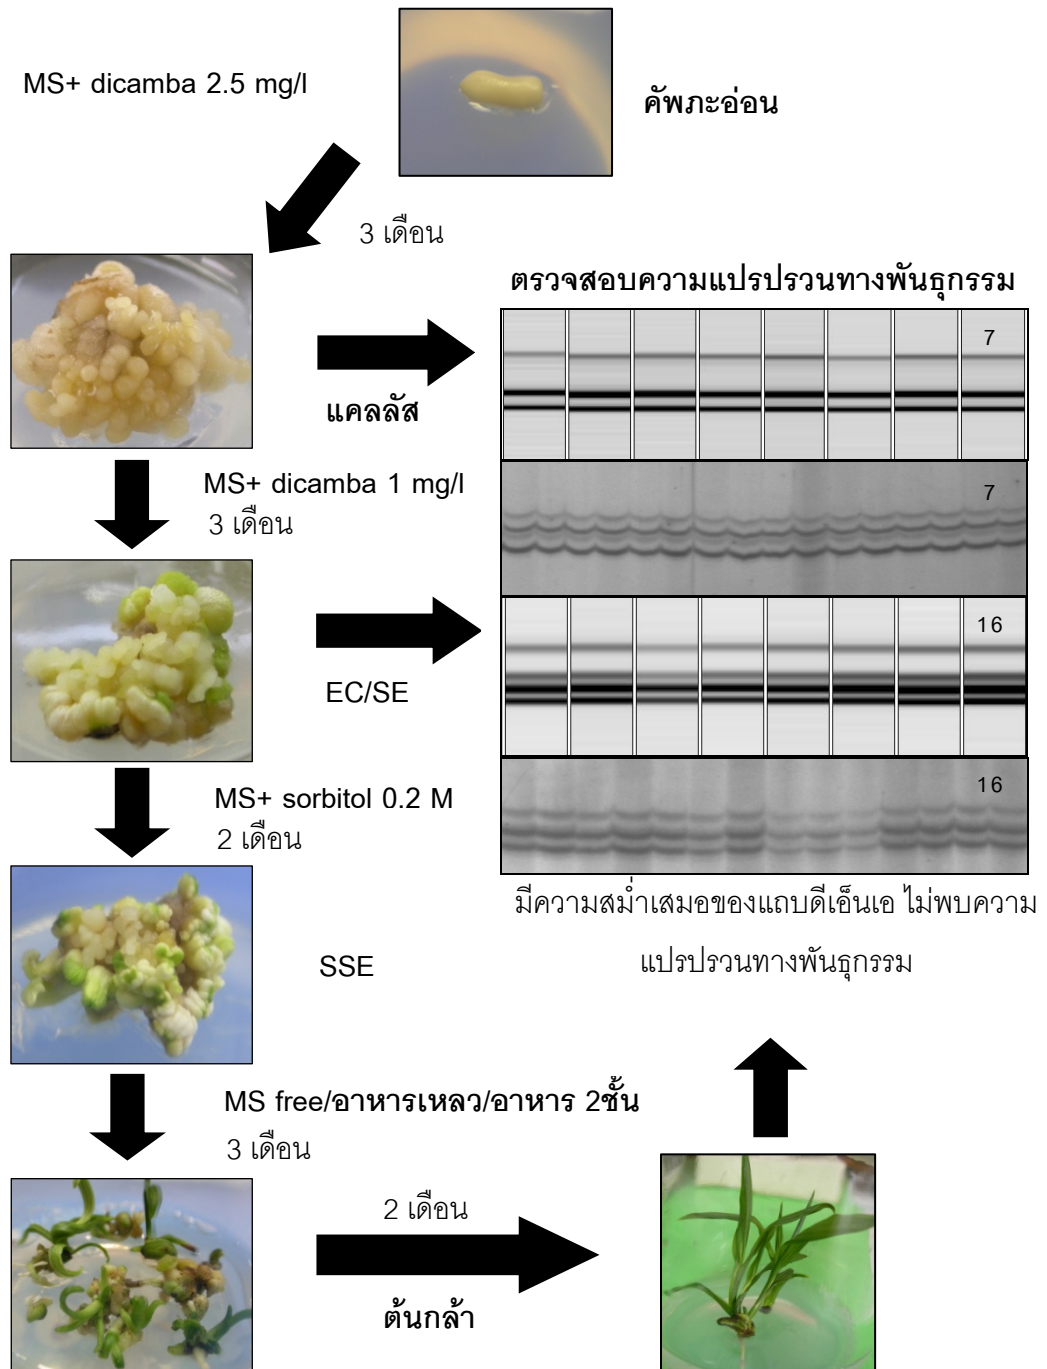 MS+ dicamba 2.5 mg/l
คัพภะอ่อน
3 เดือน
ตรวจสอบความแปรปรวนทางพันธุกรรม
7
แคลลัส
MS+ dicamba 1 mg/l
3 เดือน
7
16
EC/SE
MS+ sorbitol 0.2 M
2 เดือน
16
มีความสม่ำเสมอของแถบดีเอ็นเอ ไม่พบความ
แปรปรวนทางพันธุกรรม
SSE
MS free/อาหารเหลว/อาหาร 2ชั้น
3 เดือน
2 เดือน
ต้นกล้า